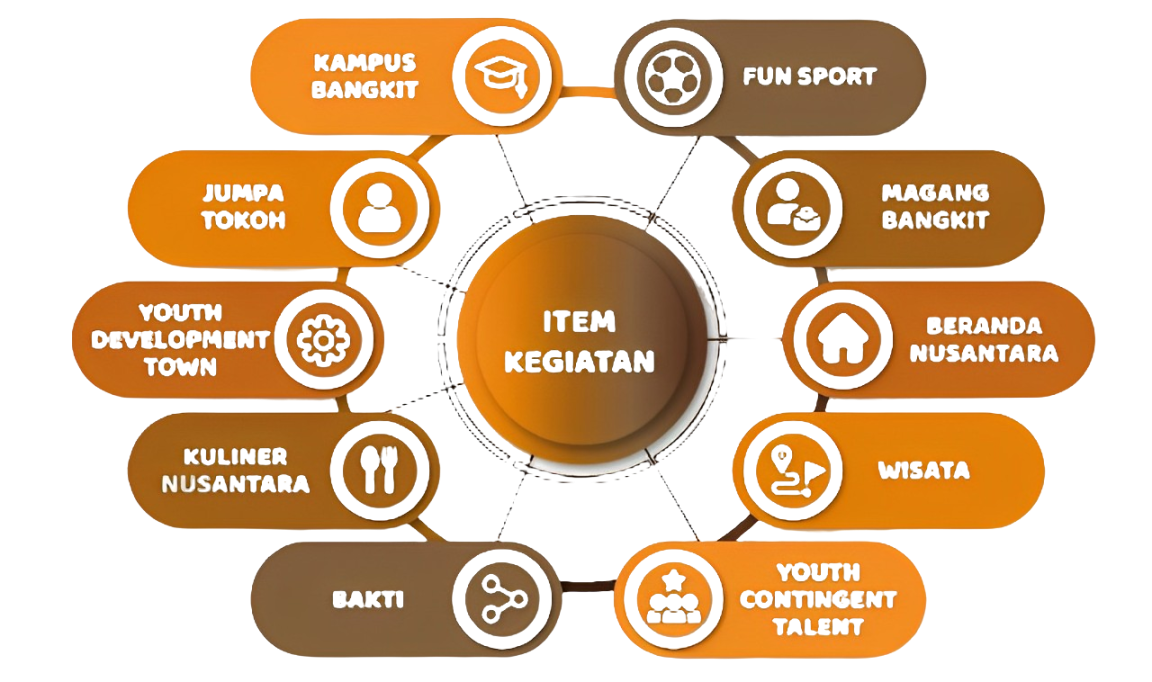 KAMPUS
BANGKIT
FUN SPORT
JUMPA
TOKOH
MAGANG
BANGKIT
YOUTH
DEVELOPMENT
TOWN
ITEM
KEGIATAN
BERANDA
NUSANTARA
KULINER
NUSANTARA
WISATA
BAKTI
YOUTH
CONTINGENT
TALENT